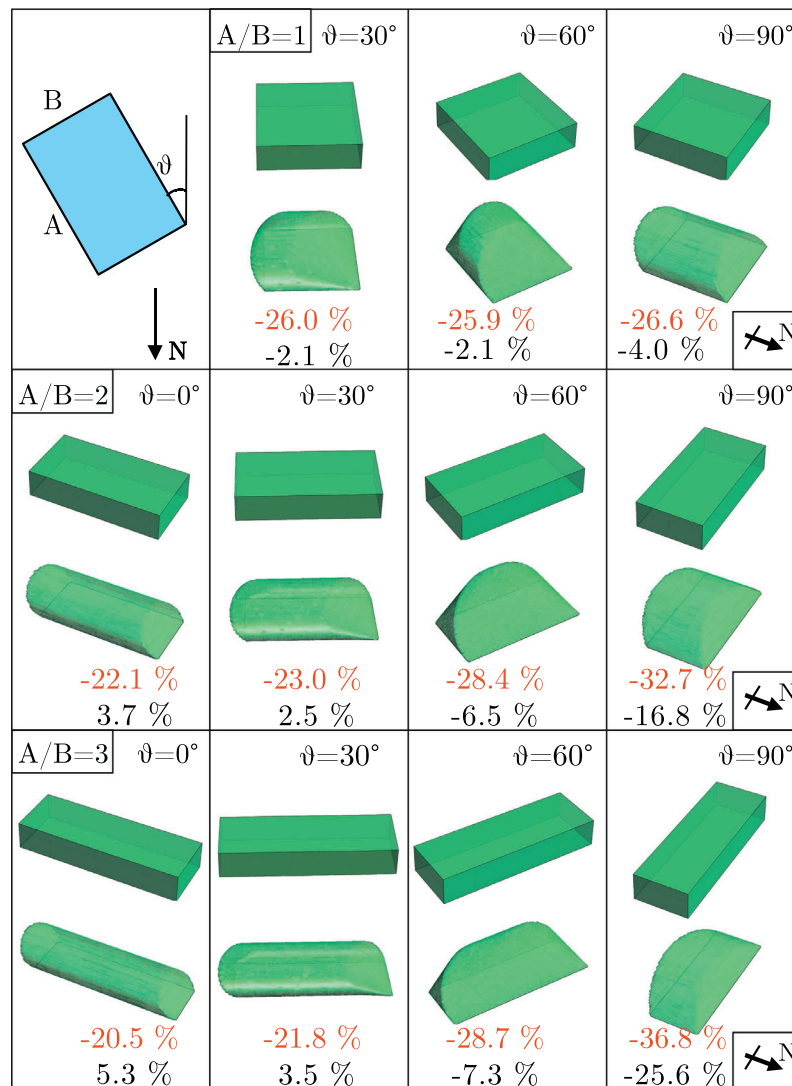 A/B=1 ϑ=30° ϑ=60° ϑ=90°
B
ϑ
A
N
-26.0 % -25.9 % -26.6 %
-2.1 % -2.1 % -4.0 % N
A/B=2 ϑ=0° ϑ=30° ϑ=60° ϑ=90°
-22.1 % -23.0 % -28.4 % -32.7 %
3.7 % 2.5 % -6.5 % -16.8 % N
A/B=3 ϑ=0° ϑ=30° ϑ=60° ϑ=90°
-20.5 % -21.8 % -28.7 % -36.8 %
5.3 % 3.5 % -7.3 % -25.6 % N